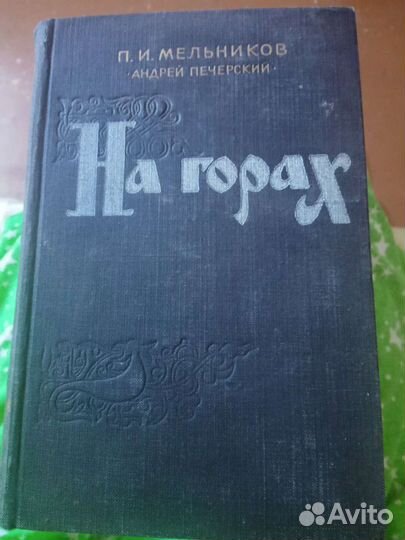 П. И. МЕЛЬНИКОВ
·АНДРЕЙ ПЕЧЕРСКИЙ·
На горах
Avito